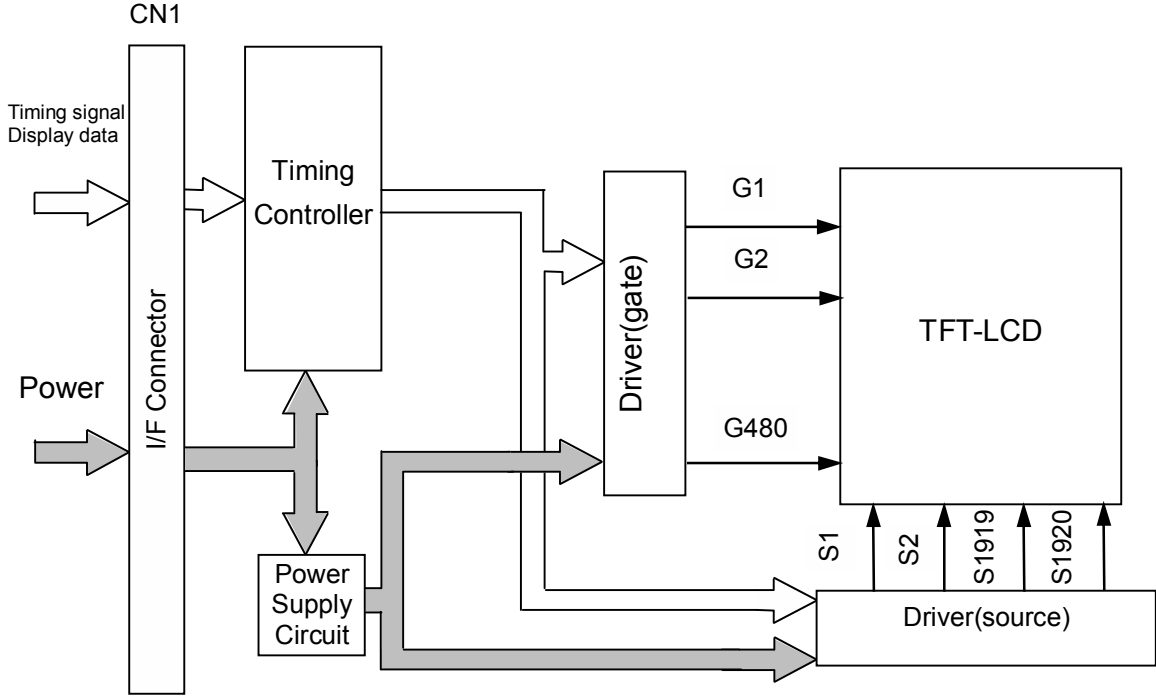 CN1
Timing signal
Display data
Timing
Controller
Power
I/F Connector
Power
Supply
Circuit
Driver(gate)
G1
G2
G480
TFT-LCD
S1
S2
S1919
S1920
Driver(source)